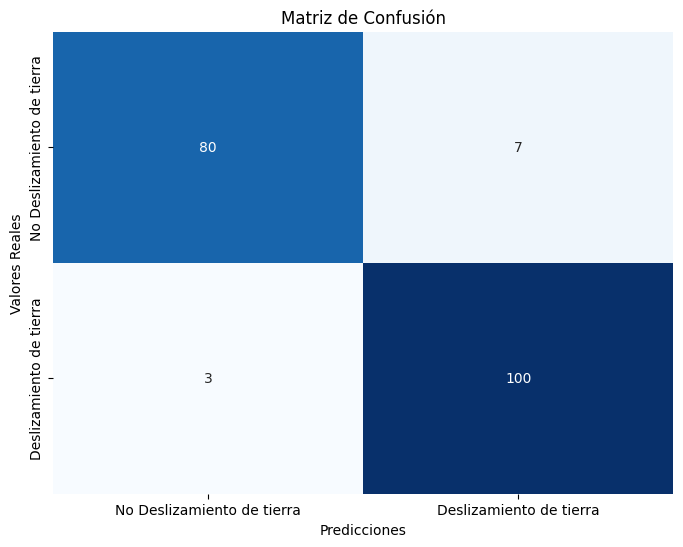 Matriz de Confusión
Valores Reales
No Deslizamiento de tierra
80
7
Deslizamiento de tierra
3
100
No Deslizamiento de tierra
Deslizamiento de tierra
Predicciones